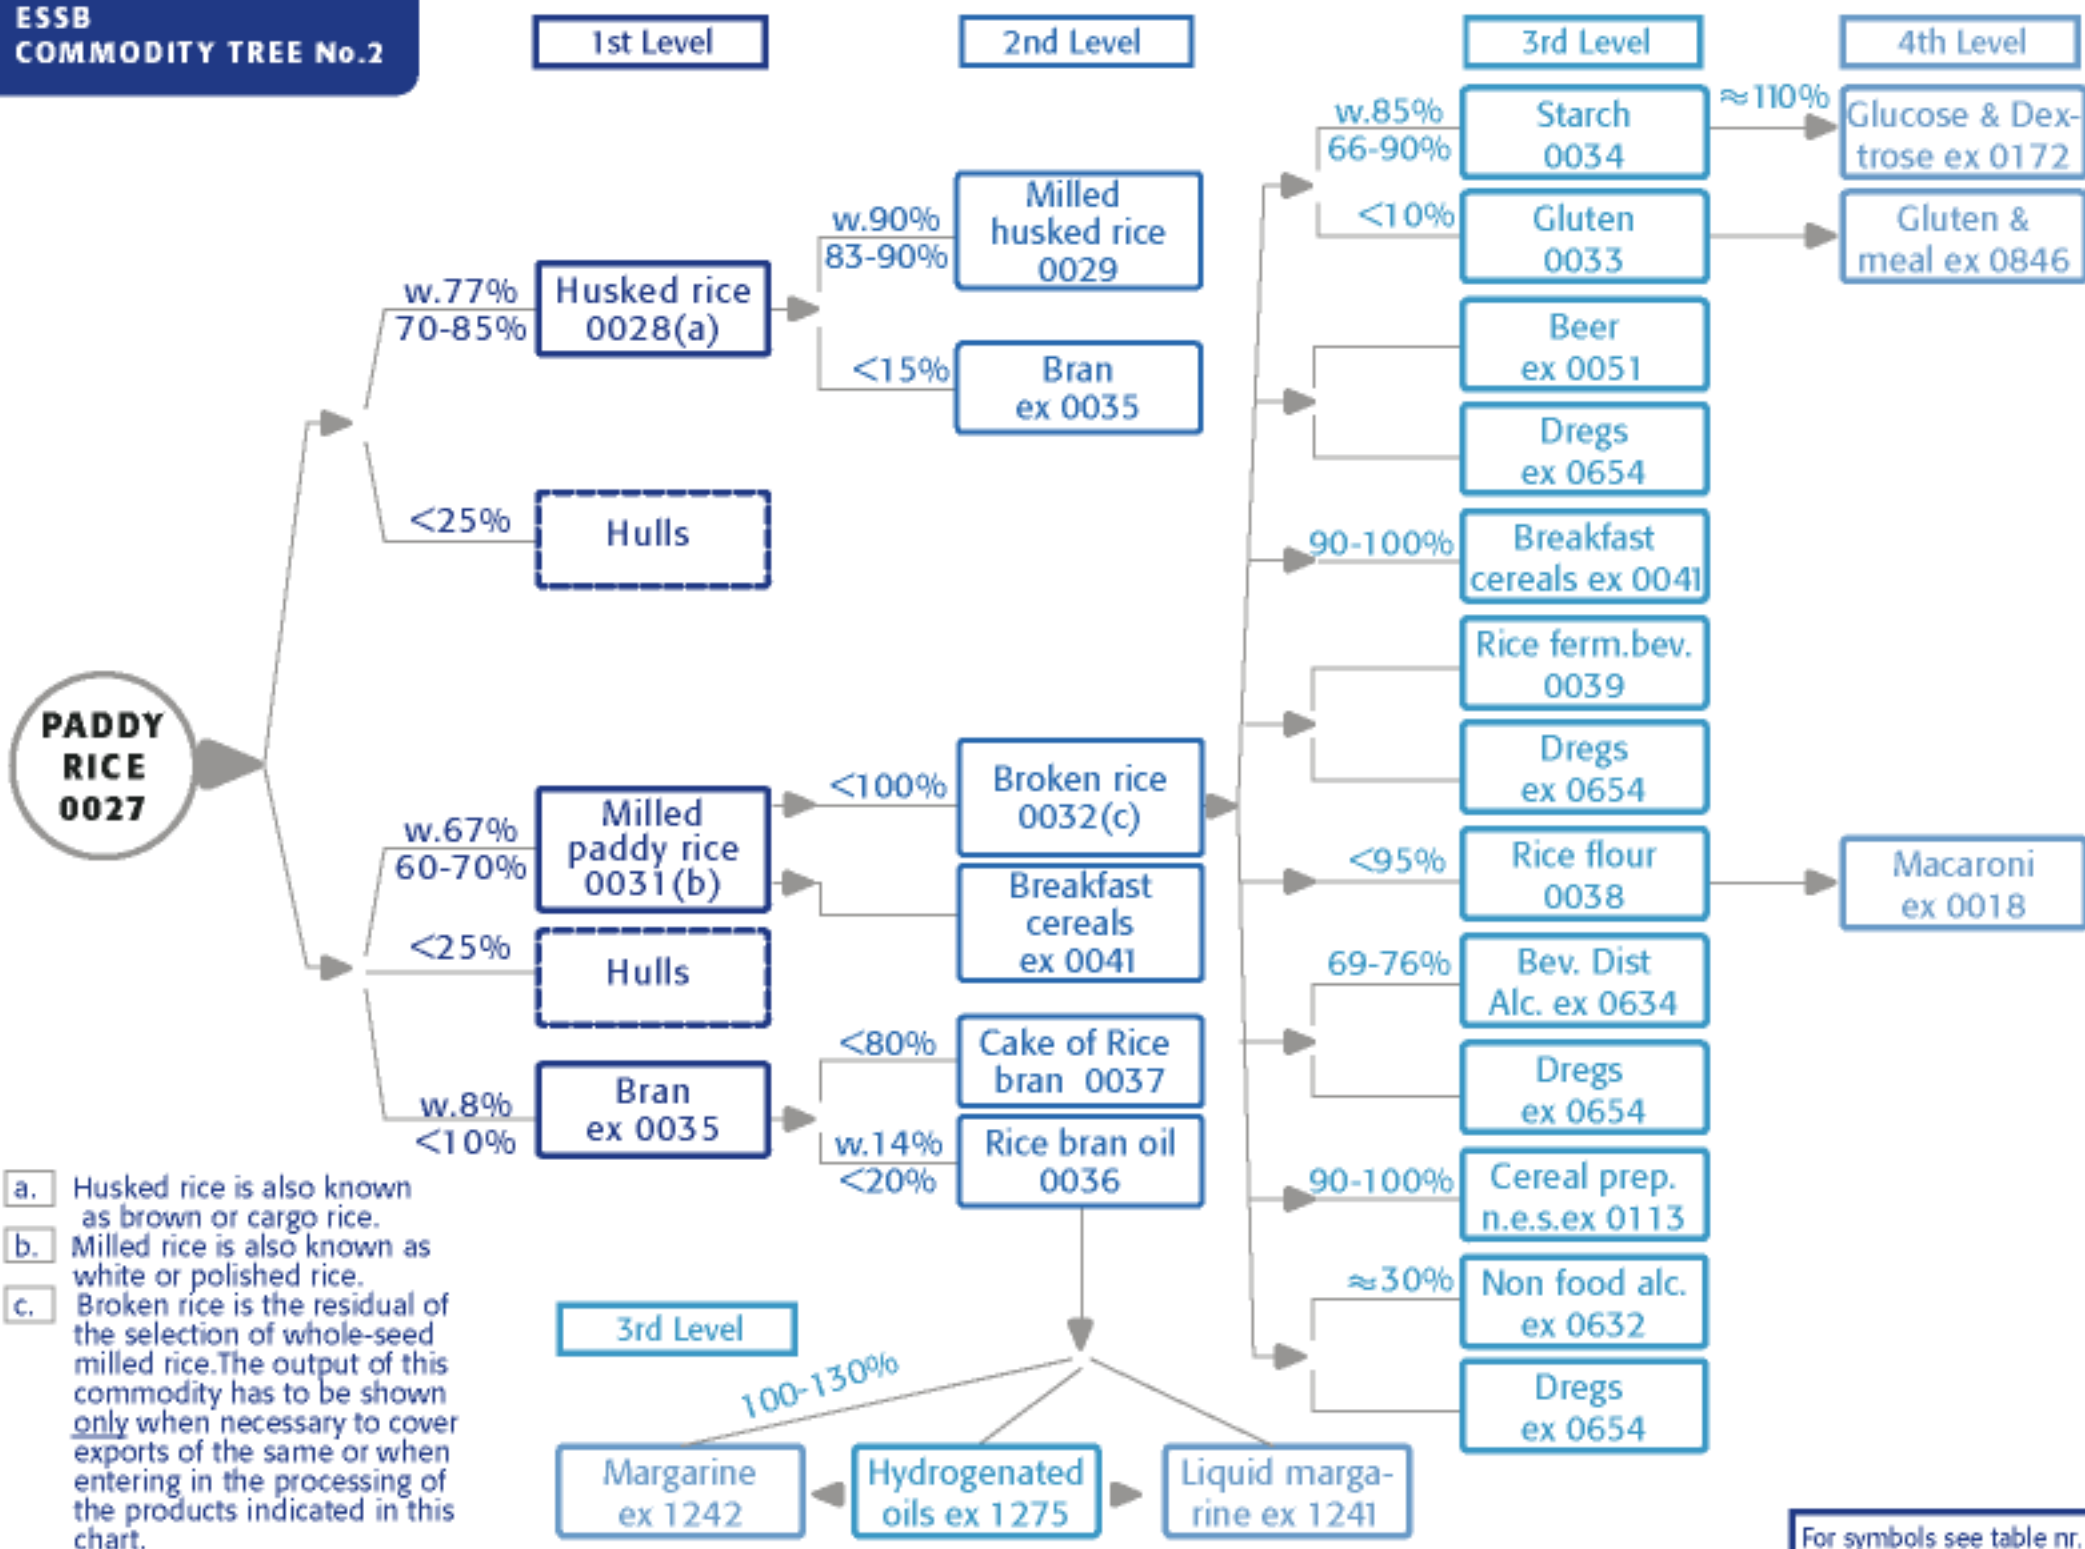 ESSB
COMMODITY TREE No.2
1st Level
2nd Level
3rd Level
4th Level
PADDY
RICE
0027
w.77%
70-85%
Husked rice
0028(a)
<25%
Hulls
w.67%
60-70%
Milled
paddy rice
0031(b)
<25%
Hulls
w.8%
<10%
Bran
ex 0035
w.90%
83-90%
Milled
husked rice
0029
<15%
Bran
ex 0035
<100%
Broken rice
0032(c)
Breakfast
cereals
ex 0041
<80%
Cake of Rice
bran 0037
w.14%
<20%
Rice bran oil
0036
w.85%
66-90%
Starch
0034
<10%
Gluten
0033
Beer
ex 0051
Dregs
ex 0654
90-100%
Breakfast
cereals ex 0041
Rice ferm.bev.
0039
Dregs
ex 0654
<95%
Rice flour
0038
69-76%
Bev. Dist
Alc. ex 0634
Dregs
ex 0654
90-100%
Cereal prep.
n.e.s.ex 0113
≈30%
Non food alc.
ex 0632
Dregs
ex 0654
≈110%
Glucose & Dex-
trose ex 0172
Gluten &
meal ex 0846
Macaroni
ex 0018
3rd Level
100-130%
Margarine
ex 1242
Hydrogenated
oils ex 1275
Liquid marga-
rine ex 1241
a. Husked rice is also known
as brown or cargo rice.
b. Milled rice is also known as
white or polished rice.
c. Broken rice is the residual of
the selection of whole-seed
milled rice.The output of this
commodity has to be shown
only when necessary to cover
exports of the same or when
entering in the processing of
the products indicated in this
chart.
For symbols see table nr.